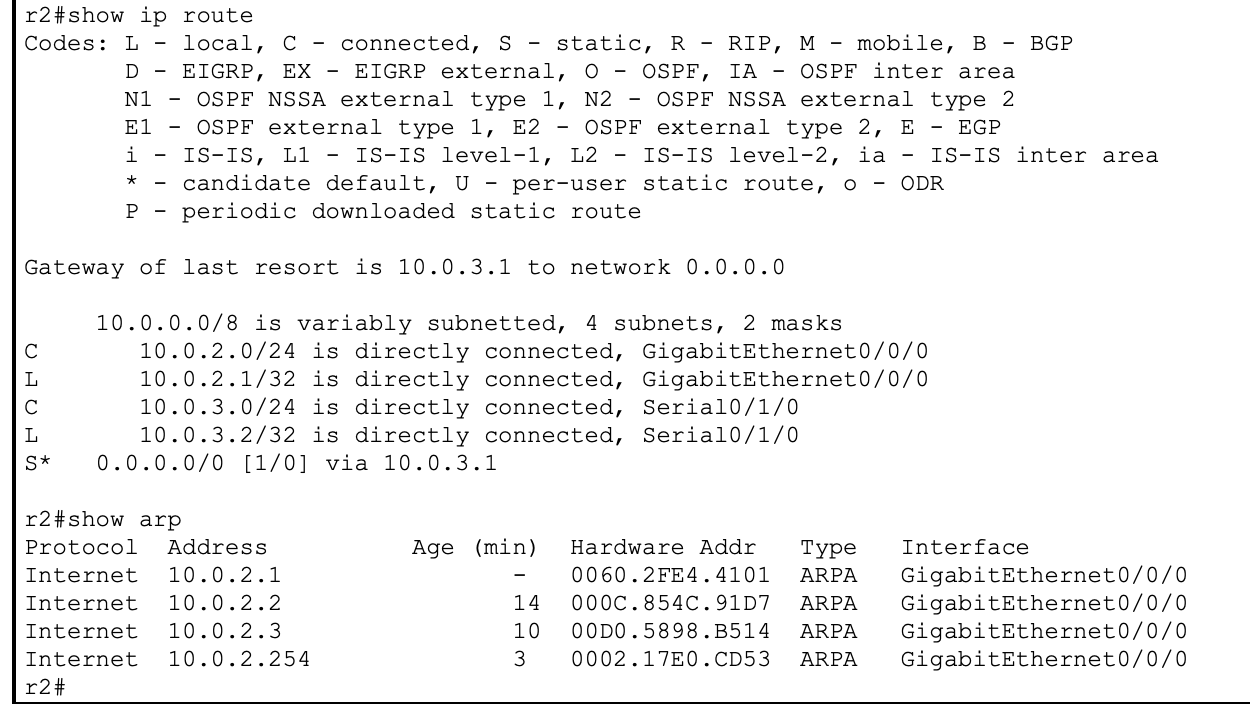 r2#show ip route
Codes: L - local, C - connected, S - static, R - RIP, M - mobile, B - BGP
       D - EIGRP, EX - EIGRP external, O - OSPF, IA - OSPF inter area
       N1 - OSPF NSSA external type 1, N2 - OSPF NSSA external type 2
       E1 - OSPF external type 1, E2 - OSPF external type 2, E - EGP
       i - IS-IS, L1 - IS-IS level-1, L2 - IS-IS level-2, ia - IS-IS inter area
       * - candidate default, U - per-user static route, o - ODR
       P - periodic downloaded static route

Gateway of last resort is 10.0.3.1 to network 0.0.0.0

     10.0.0.0/8 is variably subnetted, 4 subnets, 2 masks
C       10.0.2.0/24 is directly connected, GigabitEthernet0/0/0
L       10.0.2.1/32 is directly connected, GigabitEthernet0/0/0
C       10.0.3.0/24 is directly connected, Serial0/1/0
L       10.0.3.2/32 is directly connected, Serial0/1/0
S*   0.0.0.0/0 [1/0] via 10.0.3.1

r2#show arp
Protocol  Address          Age (min)  Hardware Addr   Type   Interface
Internet  10.0.2.1                -   0060.2FE4.4101  ARPA   GigabitEthernet0/0/0
Internet  10.0.2.2                14  000C.854C.91D7  ARPA   GigabitEthernet0/0/0
Internet  10.0.2.3                10  00D0.5898.B514  ARPA   GigabitEthernet0/0/0
Internet  10.0.2.254              3   0002.17E0.CD53  ARPA   GigabitEthernet0/0/0
r2#